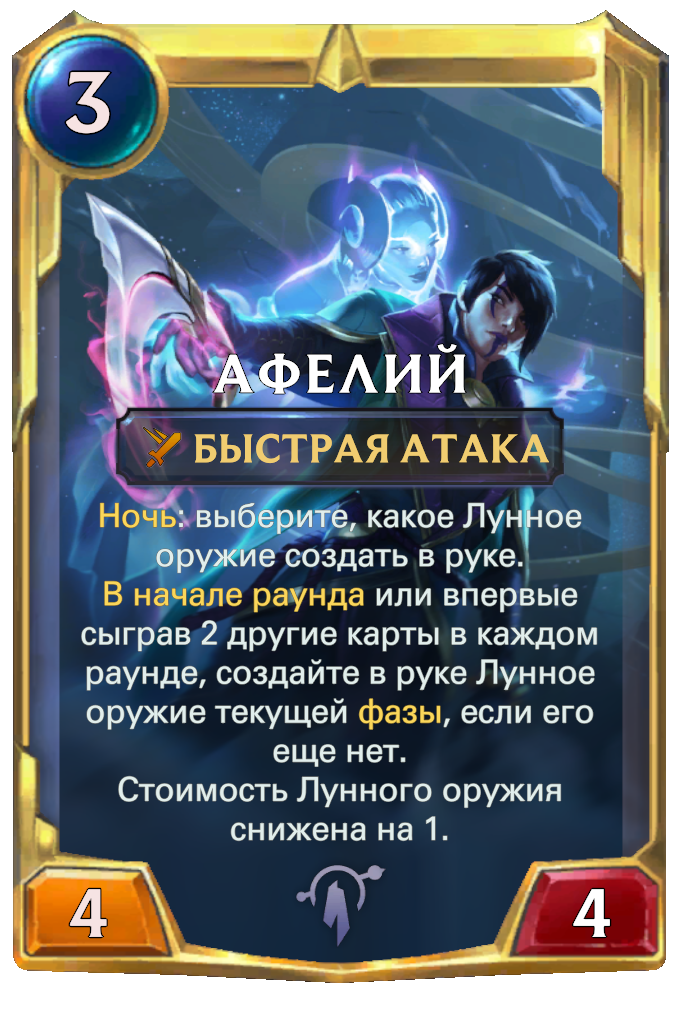 3
АФЕЛИЙ
БЫСТРАЯ АТАКА
Ночь: выберите, какое Лунное
оружие создать в руке.
В начале раунда или впервые
сыграв 2 другие карты в каждом
раунде, создайте в руке Лунное
оружие текущей фазы, если его
еще нет.
Стоимость Лунного оружия
снижена на 1.
4
4